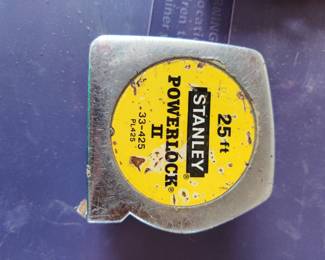 25 ft
STANLEY
POWERLOCK®
II
33-425
PL425